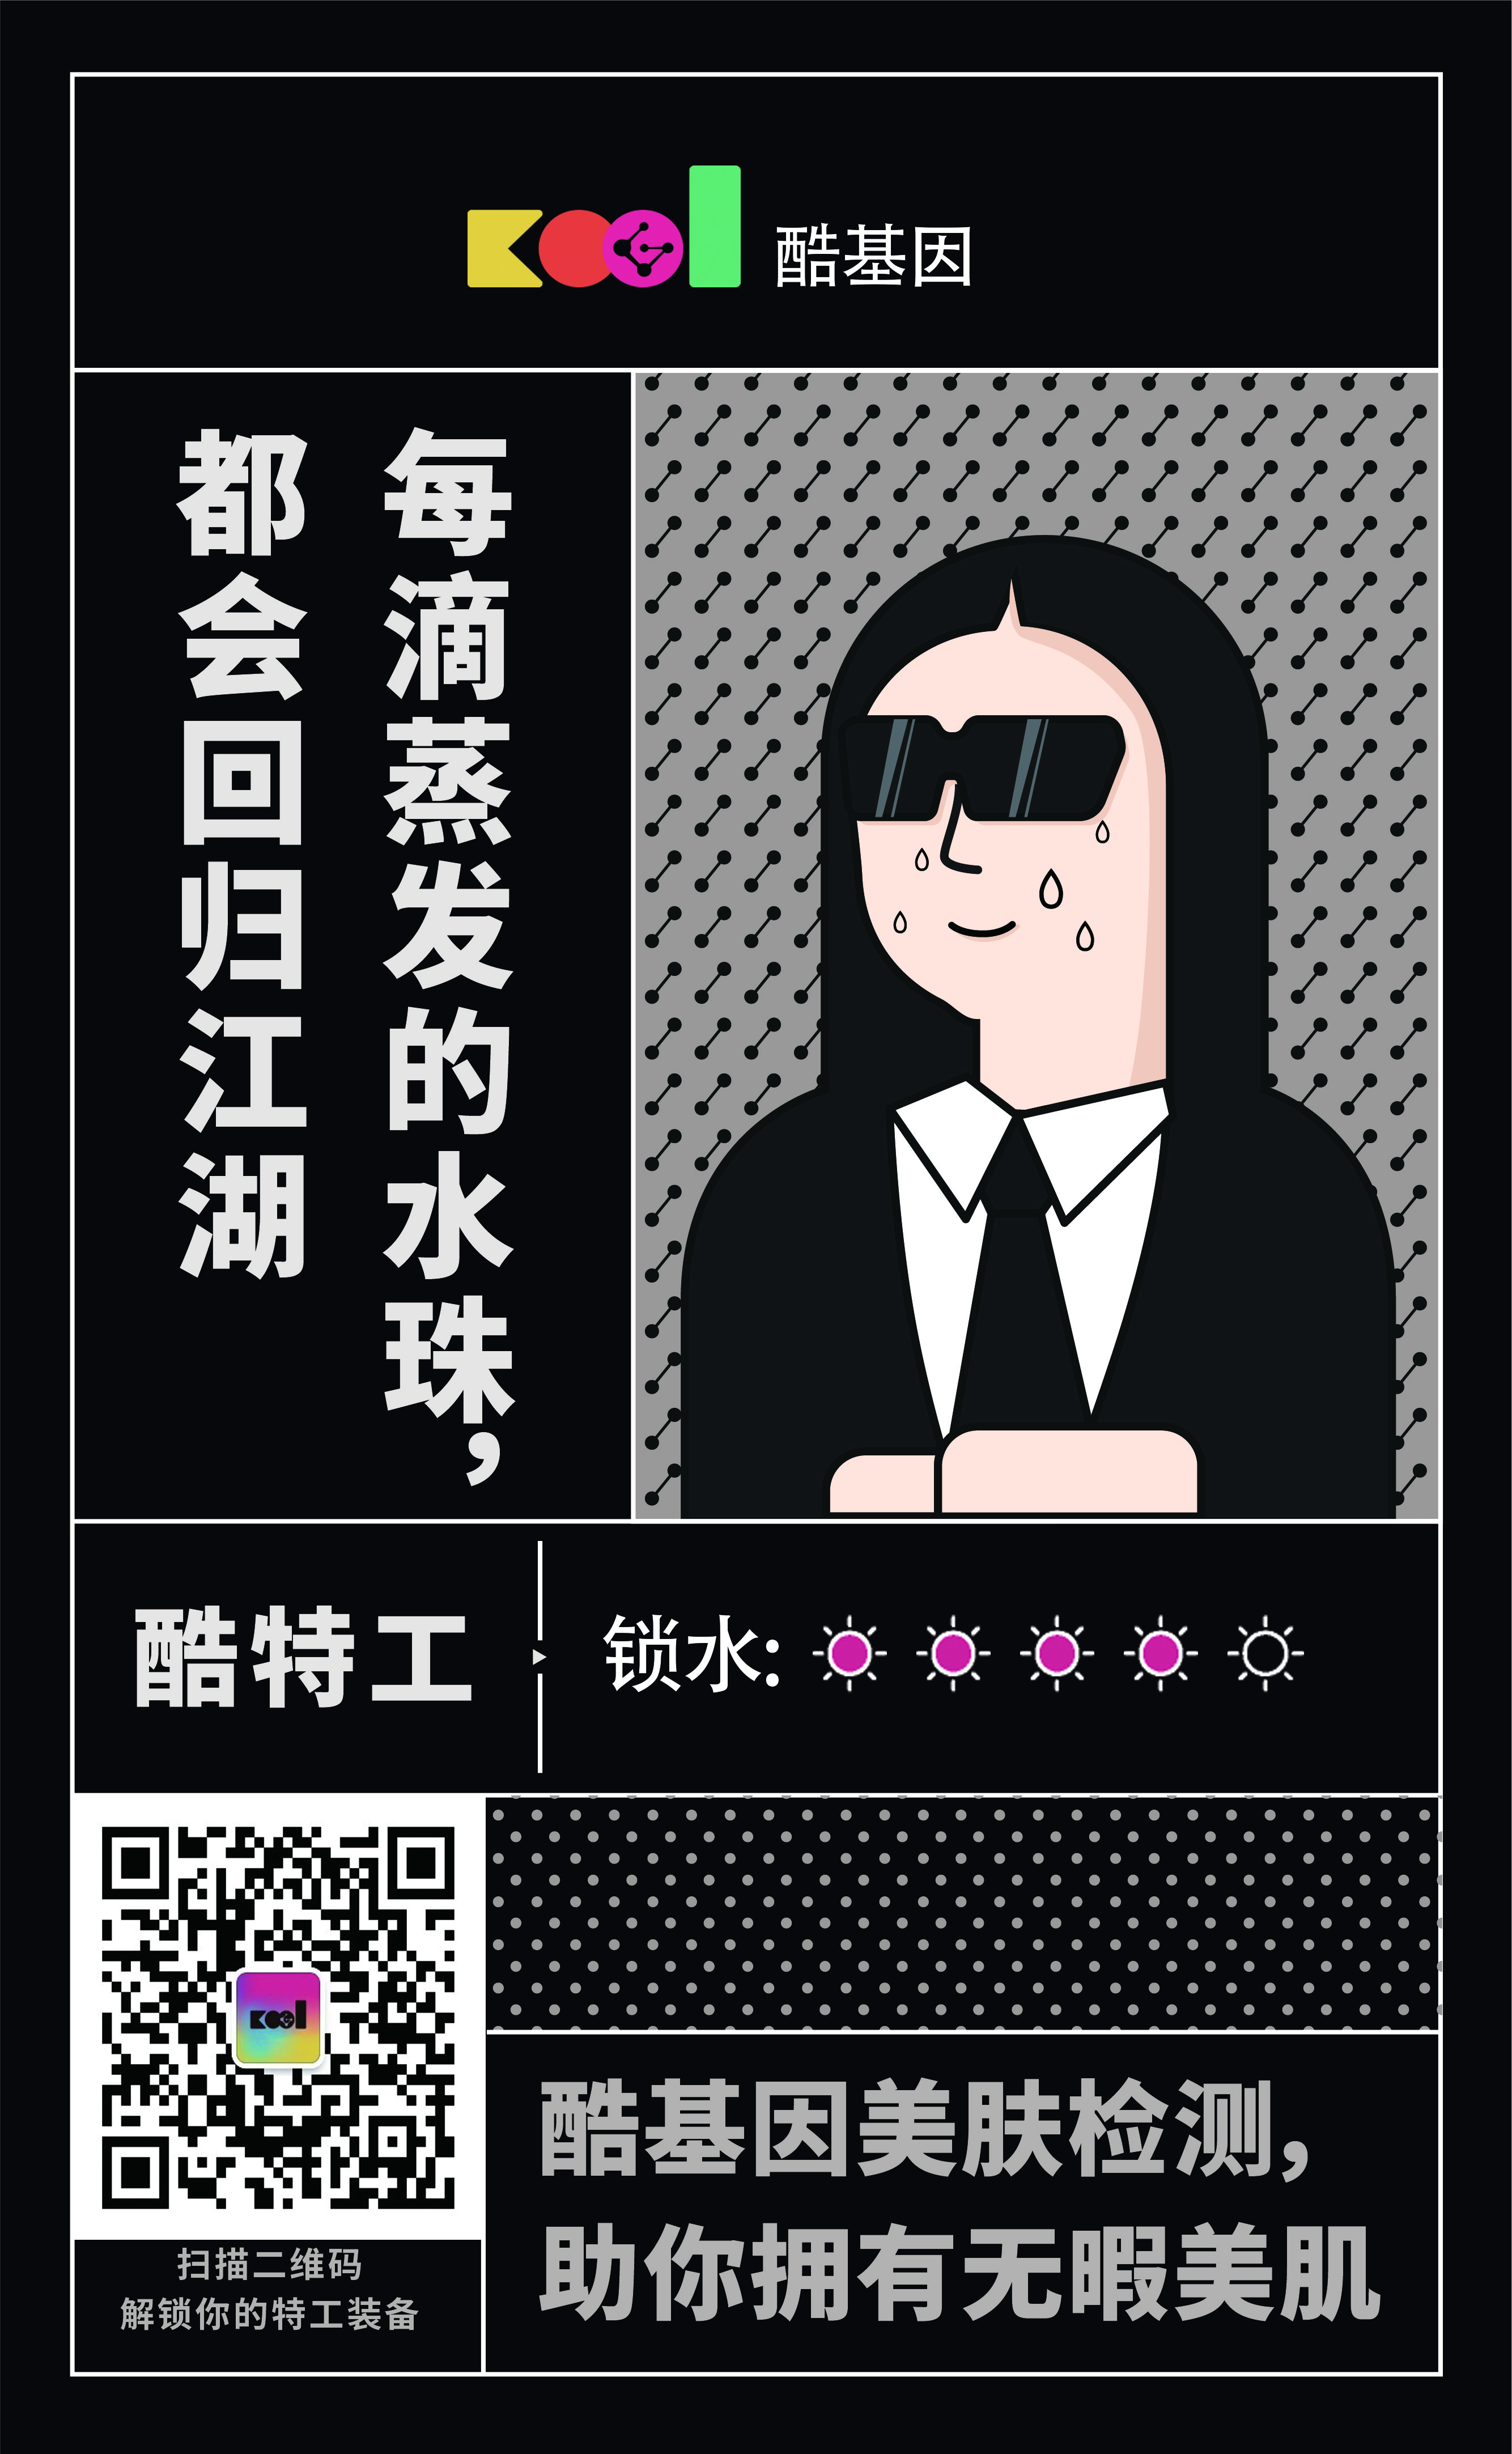 kool 酷基因
每滴蒸发的水珠，
都会回归江湖
酷特工
锁水:
kool
扫描二维码
解锁你的特工装备
酷基因美肤检测,
助你拥有无暇美肌